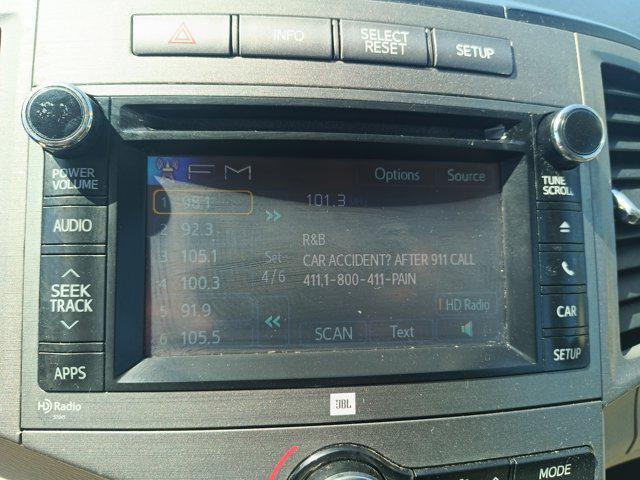 INFO
SELECT
RESET
SETUP
POWER
VOLUME
AUDIO
SEEK
TRACK
APPS
FM
Options
Source
1 98.1
2 92.3
3 105.1
4 100.3
5 91.9
6 105.5
Set
4/6
101.3
R&B
CAR ACCIDENT? AFTER 911 CALL
411,1-800-411-PAIN
HD Radio
SCAN
Text
TUNE
SCROLL
CAR
SETUP
HD Radio
JBL
MODE